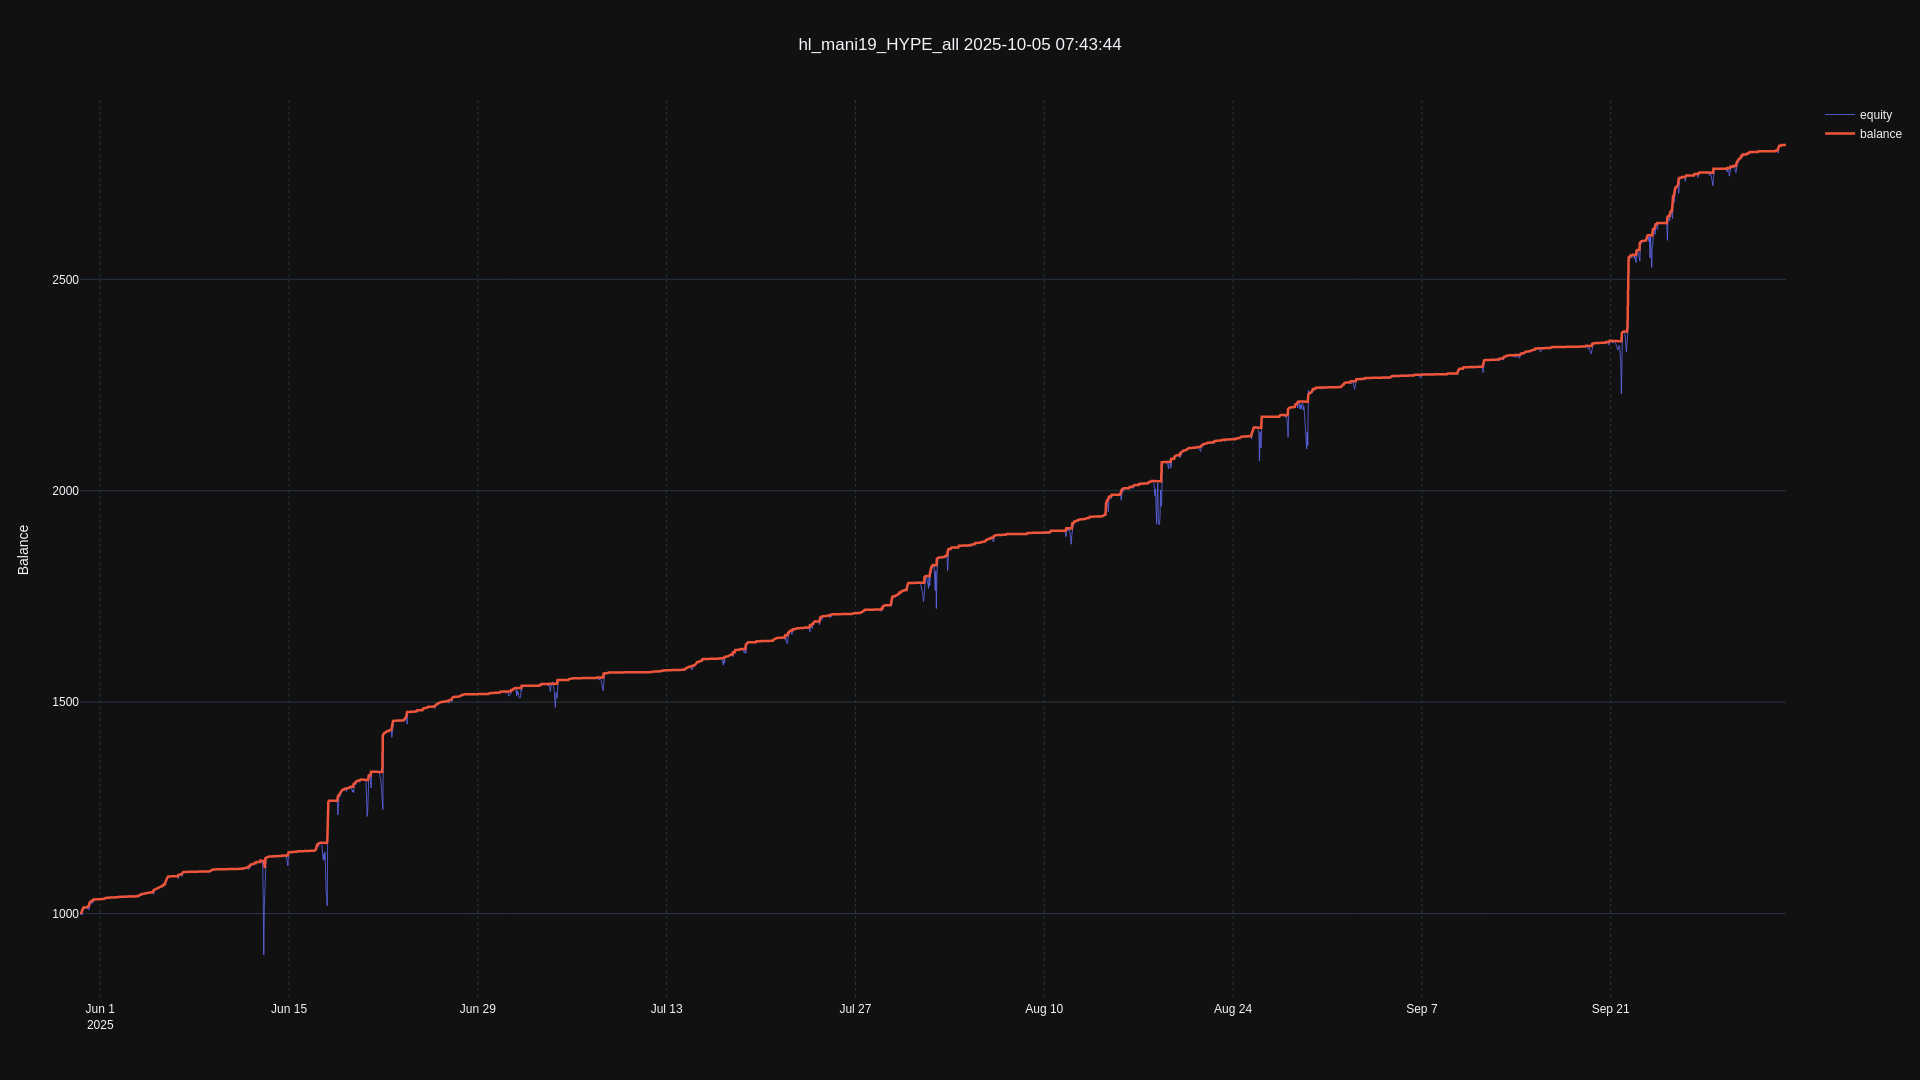 hl_mani19_HYPE_all 2025-10-05 07:43:44
equity
balance
2500
2000
1500
1000
Balance
Jun 1
2025
Jun 15
Jun 29
Jul 13
Jul 27
Aug 10
Aug 24
Sep 7
Sep 21